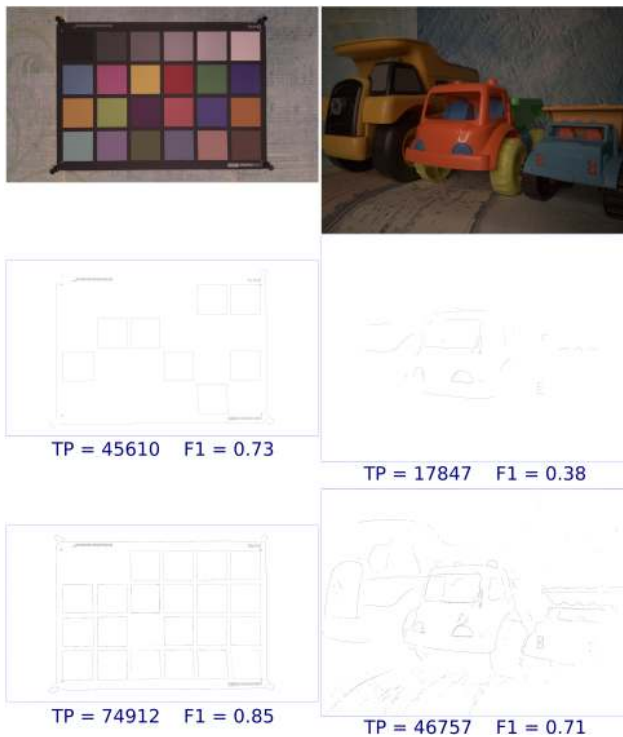 TP = 45610 F1 = 0.73
TP = 17847 F1 = 0.38
TP = 74912 F1 = 0.85
TP = 46757 F1 = 0.71